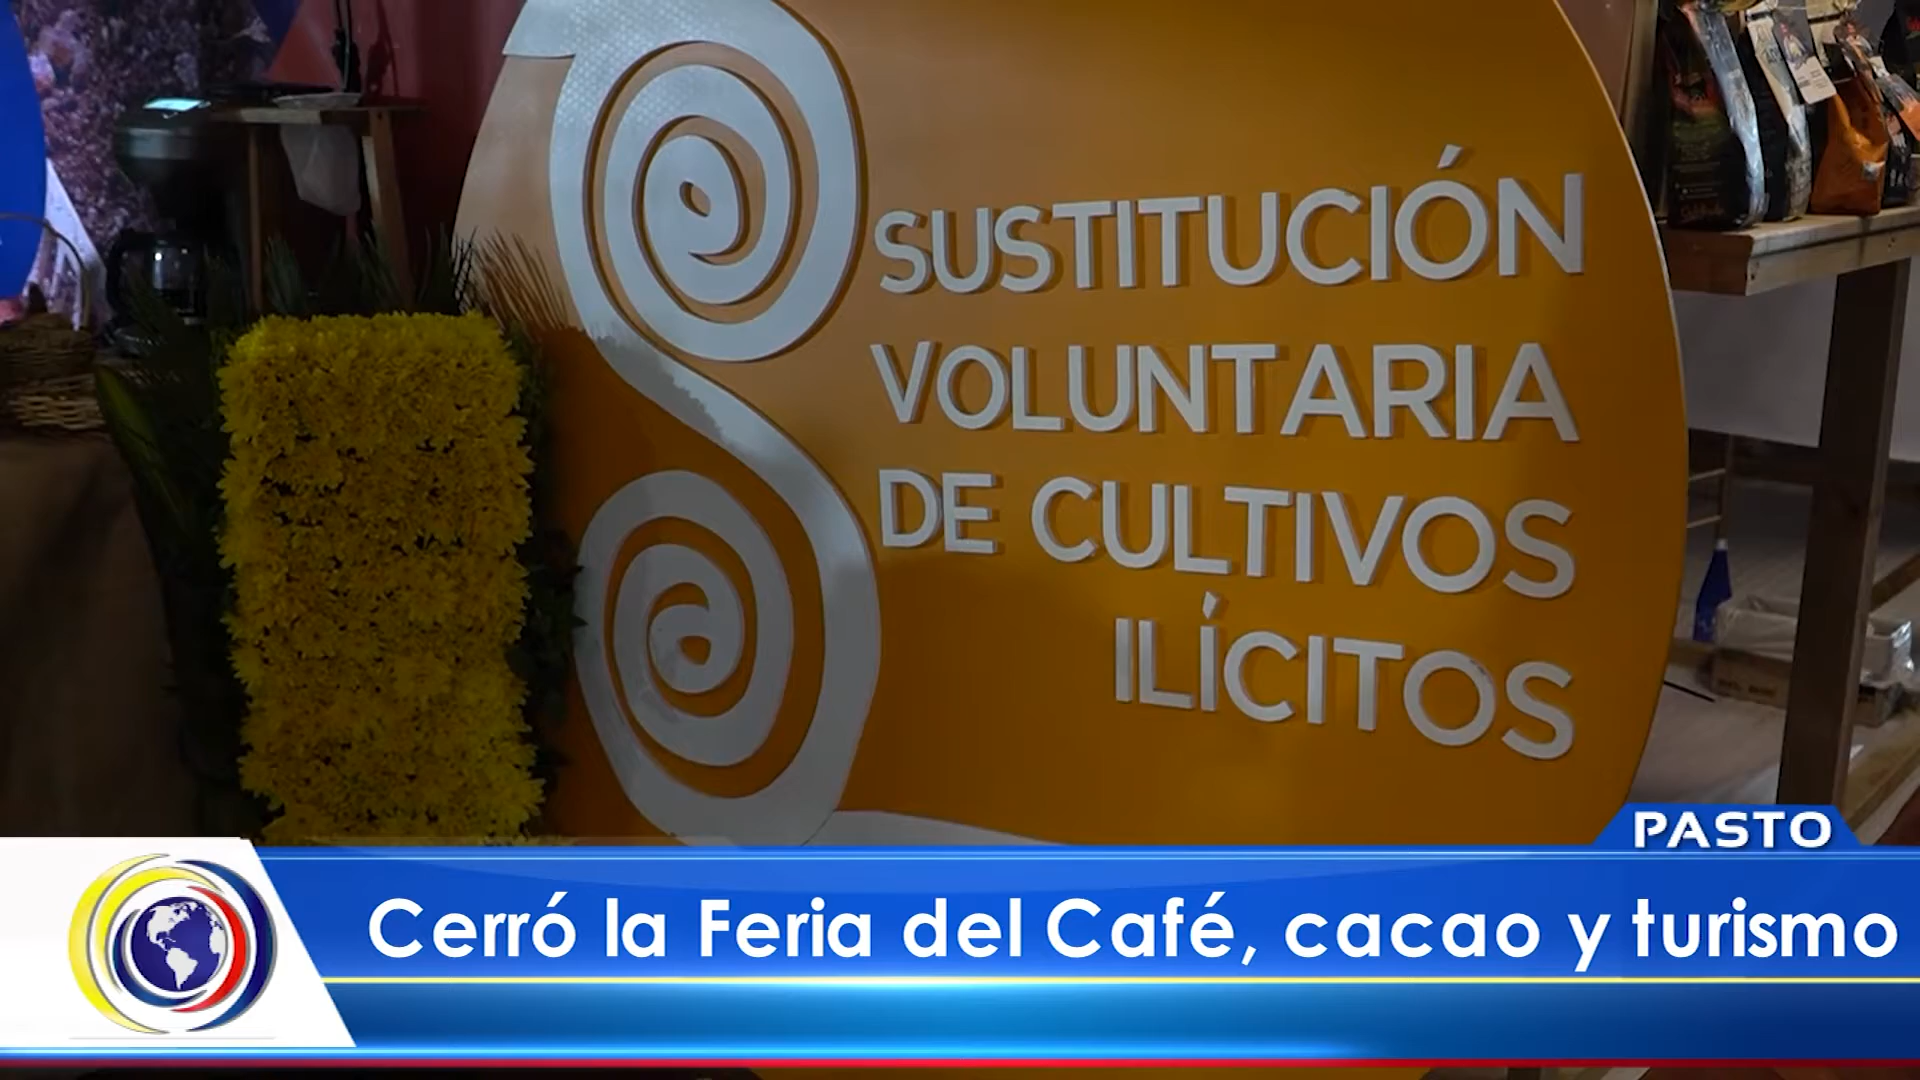 SUSTITUCIÓN
VOLUNTARIA
DE CULTIVOS
ILÍCITOS
PASTO
Cerró la Feria del Café, cacao y turismo